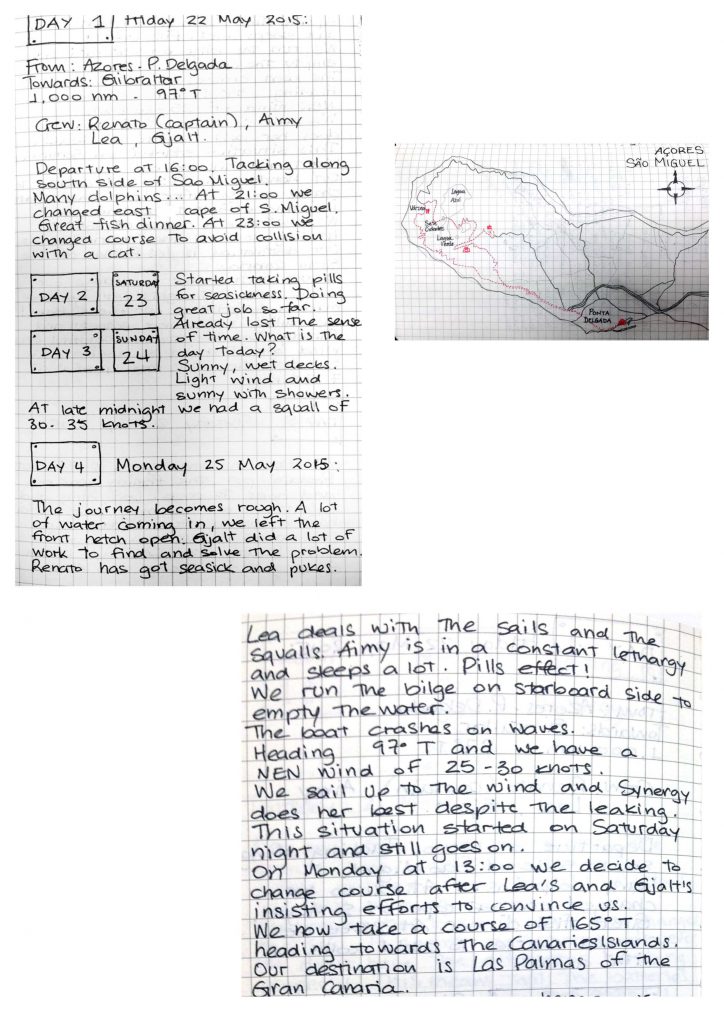 DAY 1 Friday 22 May 2015:
From: Azores - P. Delgada
Towards: Gibraltar
1,000 nm - 97°T
Crew: Renato (captain), Aimy
Lea, Gjalt.
Departure at 16:00. Tacking along
south side of Sao Miguel.
Many dolphins... At 21:00 we
changed east cape of S. Miguel.
Great fish dinner. At 23:00 we
changed course to avoid collision
with a cat.
DAY 2 SATURDAY 23
Started taking pills
for seasickness. Doing
great job so far.
DAY 3 SUNDAY 24
Already lost the sense
of time. What is the
day today?
Sunny, wet decks.
Light wind and
sunny with showers.
At late midnight we had a squall of
30-35 knots.
DAY 4 Monday 25 May 2015:
The journey becomes rough. A lot
of water coming in, we left the
front hetch open. Gjalt did a lot of
work to find and solve the problem.
Renato has got seasick and pukes.
AÇORES
SÃO MIGUEL
Lagoa
Azul
Sete
Cidades
Lagoa
Verde
PONTA
DELGADA
Lea deals with the sails and the
squalls. Aimy is in a constant lethargy
and sleeps a lot. Pills effect!
We run the bilge on starboard side to
empty the water.
The boat crashes on waves.
Heading 97°T and we have a
NEN wind of 25-30 knots.
We sail up to the wind and Synergy
does her best despite the leaking.
This situation started on Saturday
night and still goes on.
On Monday at 13:00 we decide to
change course after Lea's and Gjalt's
insisting efforts to convince us.
We now take a course of 165°T
heading towards the Canaries Islands.
Our destination is Las Palmas of the
Gran Canaria.